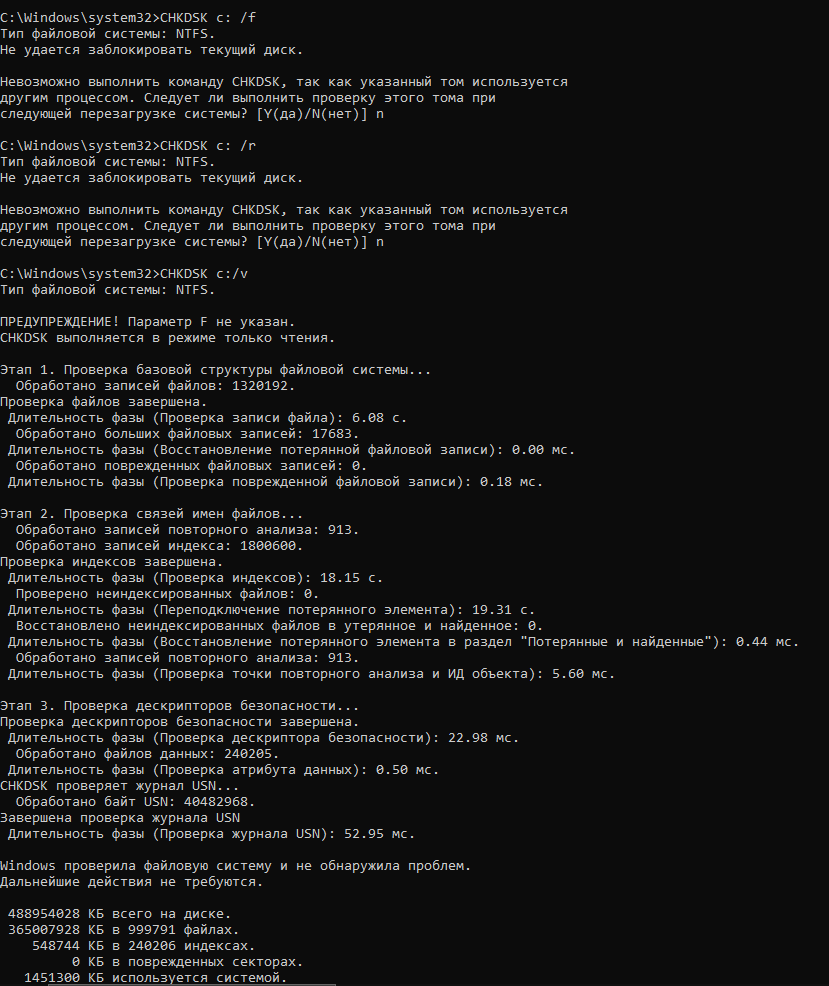 C:\Windows\system32>CHKDSK c: /f
Тип файловой системы: NTFS.
Не удается заблокировать текущий диск.
Невозможно выполнить команду CHKDSK, так как указанный том используется
другим процессом. Следует ли выполнить проверку этого тома при
следующей перезагрузке системы? [Y(да)/N(нет)] n
C:\Windows\system32>CHKDSK c: /r
Тип файловой системы: NTFS.
Не удается заблокировать текущий диск.
Невозможно выполнить команду CHKDSK, так как указанный том используется
другим процессом. Следует ли выполнить проверку этого тома при
следующей перезагрузке системы? [Y(да)/N(нет)] n
C:\Windows\system32>CHKDSK c:/v
Тип файловой системы: NTFS.
ПРЕДУПРЕЖДЕНИЕ! Параметр F не указан.
CHKDSK выполняется в режиме только чтения.
Этап 1. Проверка базовой структуры файловой системы...
Обработано записей файлов: 1320192.
Проверка файлов завершена.
Длительность фазы (Проверка записи файла): 6.08 с.
Обработано больших файловых записей: 17683.
Длительность фазы (Восстановление потерянной файловой записи): 0.00 мс.
Обработано поврежденных файловых записей: 0.
Длительность фазы (Проверка поврежденной файловой записи): 0.18 мс.
Этап 2. Проверка связей имен файлов...
Обработано записей повторного анализа: 913.
Обработано записей индекса: 1800600.
Проверка индексов завершена.
Длительность фазы (Проверка индексов): 18.15 с.
Проверено неиндексированных файлов: 0.
Длительность фазы (Переподключение потерянного элемента): 19.31 с.
Восстановлено неиндексированных файлов в утерянное и найденное: 0.
Длительность фазы (Восстановление потерянного элемента в раздел "Потерянные и найденные"): 0.44 мс.
Обработано записей повторного анализа: 913.
Длительность фазы (Проверка точки повторного анализа и ИД объекта): 5.60 мс.
Этап 3. Проверка дескрипторов безопасности...
Проверка дескрипторов безопасности завершена.
Длительность фазы (Проверка дескриптора безопасности): 22.98 мс.
Обработано файлов данных: 240205.
Длительность фазы (Проверка атрибута данных): 0.50 мс.
CHKDSK проверяет журнал USN...
Обработано байт USN: 40482968.
Завершена проверка журнала USN
Длительность фазы (Проверка журнала USN): 52.95 мс.
Windows проверила файловую систему и не обнаружила проблем.
Дальнейшие действия не требуются.
488954028 КБ всего на диске.
365007928 КБ в 999791 файлах.
548744 КБ в 240206 индексах.
0 КБ в поврежденных секторах.
1451300 КБ используется системой.